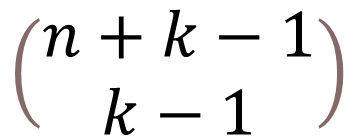 (n + k − 1
k − 1)